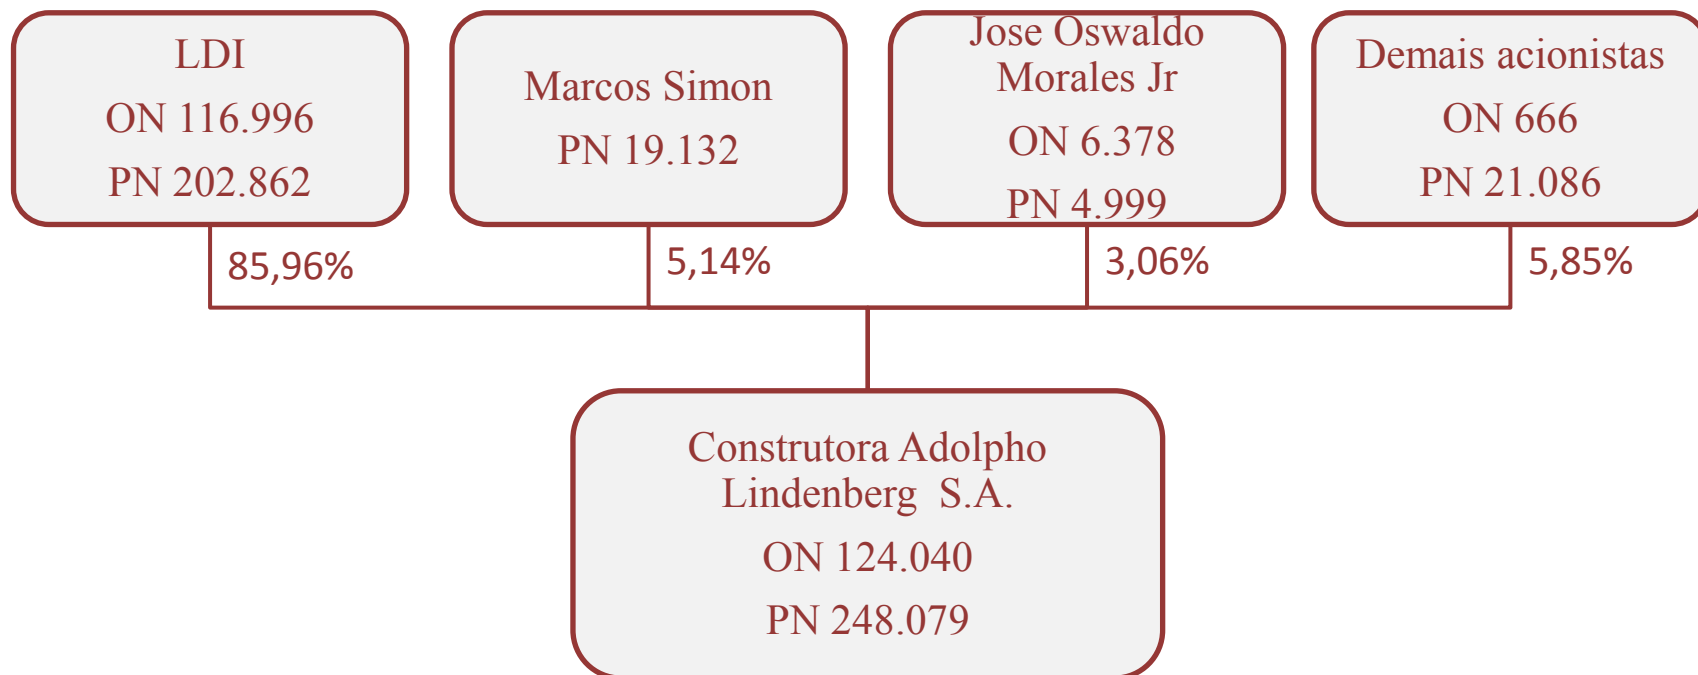 LDI
ON 116.996
PN 202.862
Marcos Simon
PN 19.132
Jose Oswaldo
Morales Jr
ON 6.378
PN 4.999
Demais acionistas
ON 666
PN 21.086
85,96%
5,14%
3,06%
5,85%
Construtora Adolpho
Lindenberg S.A.
ON 124.040
PN 248.079